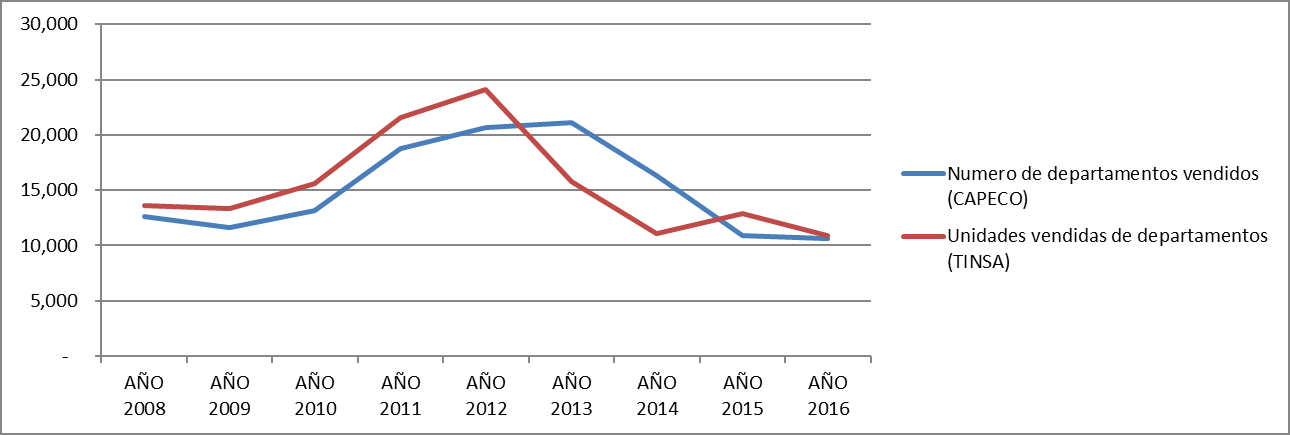 30,000
25,000
20,000
15,000
10,000
5,000
-
AÑO 2008
AÑO 2009
AÑO 2010
AÑO 2011
AÑO 2012
AÑO 2013
AÑO 2014
AÑO 2015
AÑO 2016
Numero de departamentos vendidos
(CAPECO)
Unidades vendidas de departamentos
(TINSA)